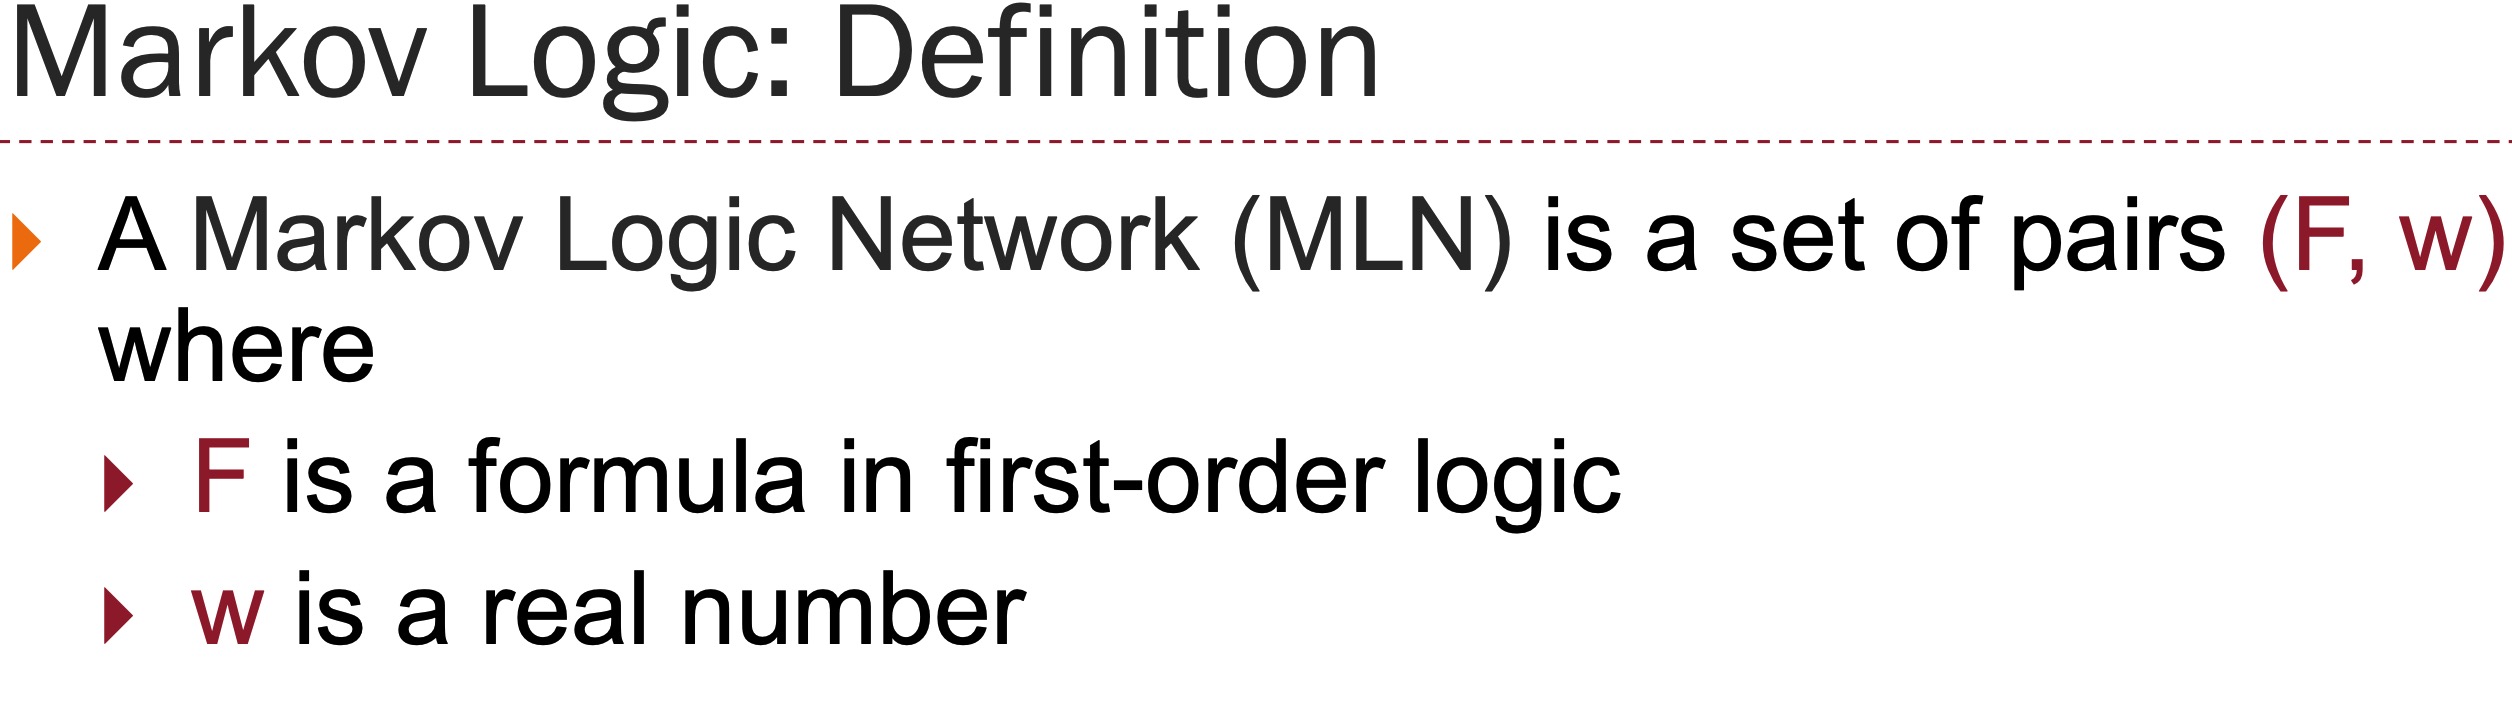 Markov Logic: Definition
A Markov Logic Network (MLN) is a set of pairs (F, w)
where
F is a formula in first-order logic
w is a real number